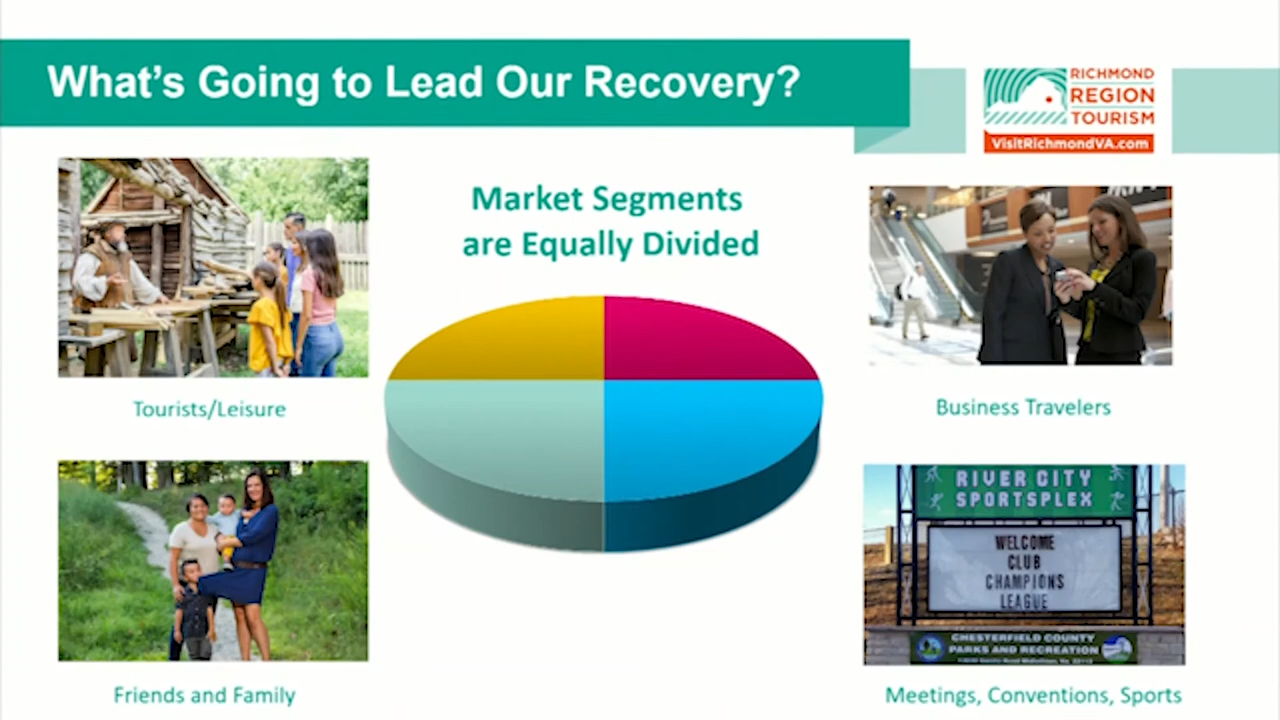 What's Going to Lead Our Recovery?
RICHMOND
REGION
TOURISM
VisitRichmondVA.com
Market Segments
are Equally Divided
Tourists/Leisure
Business Travelers
RIVER CITY
SPORTSPLEX
WELCOME
CLUB
CHAMPIONS
LEAGUE
CHESTERFIELD COUNTY
PARKS AND RECREATION
Friends and Family
Meetings, Conventions, Sports